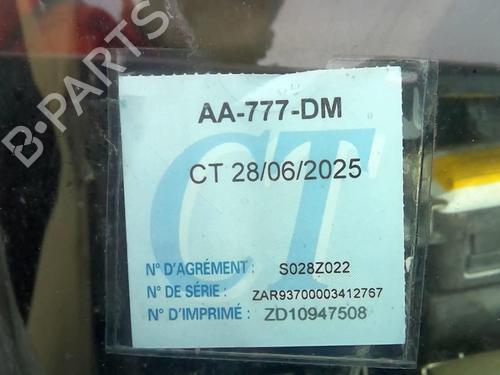 AA-777-DM
CT 28/06/2025
CT
N° D'AGRÉMENT : S028Z022
N° DE SÉRIE : ZAR93700003412767
N° D'IMPRIMÉ : ZD10947508
B-PARTS